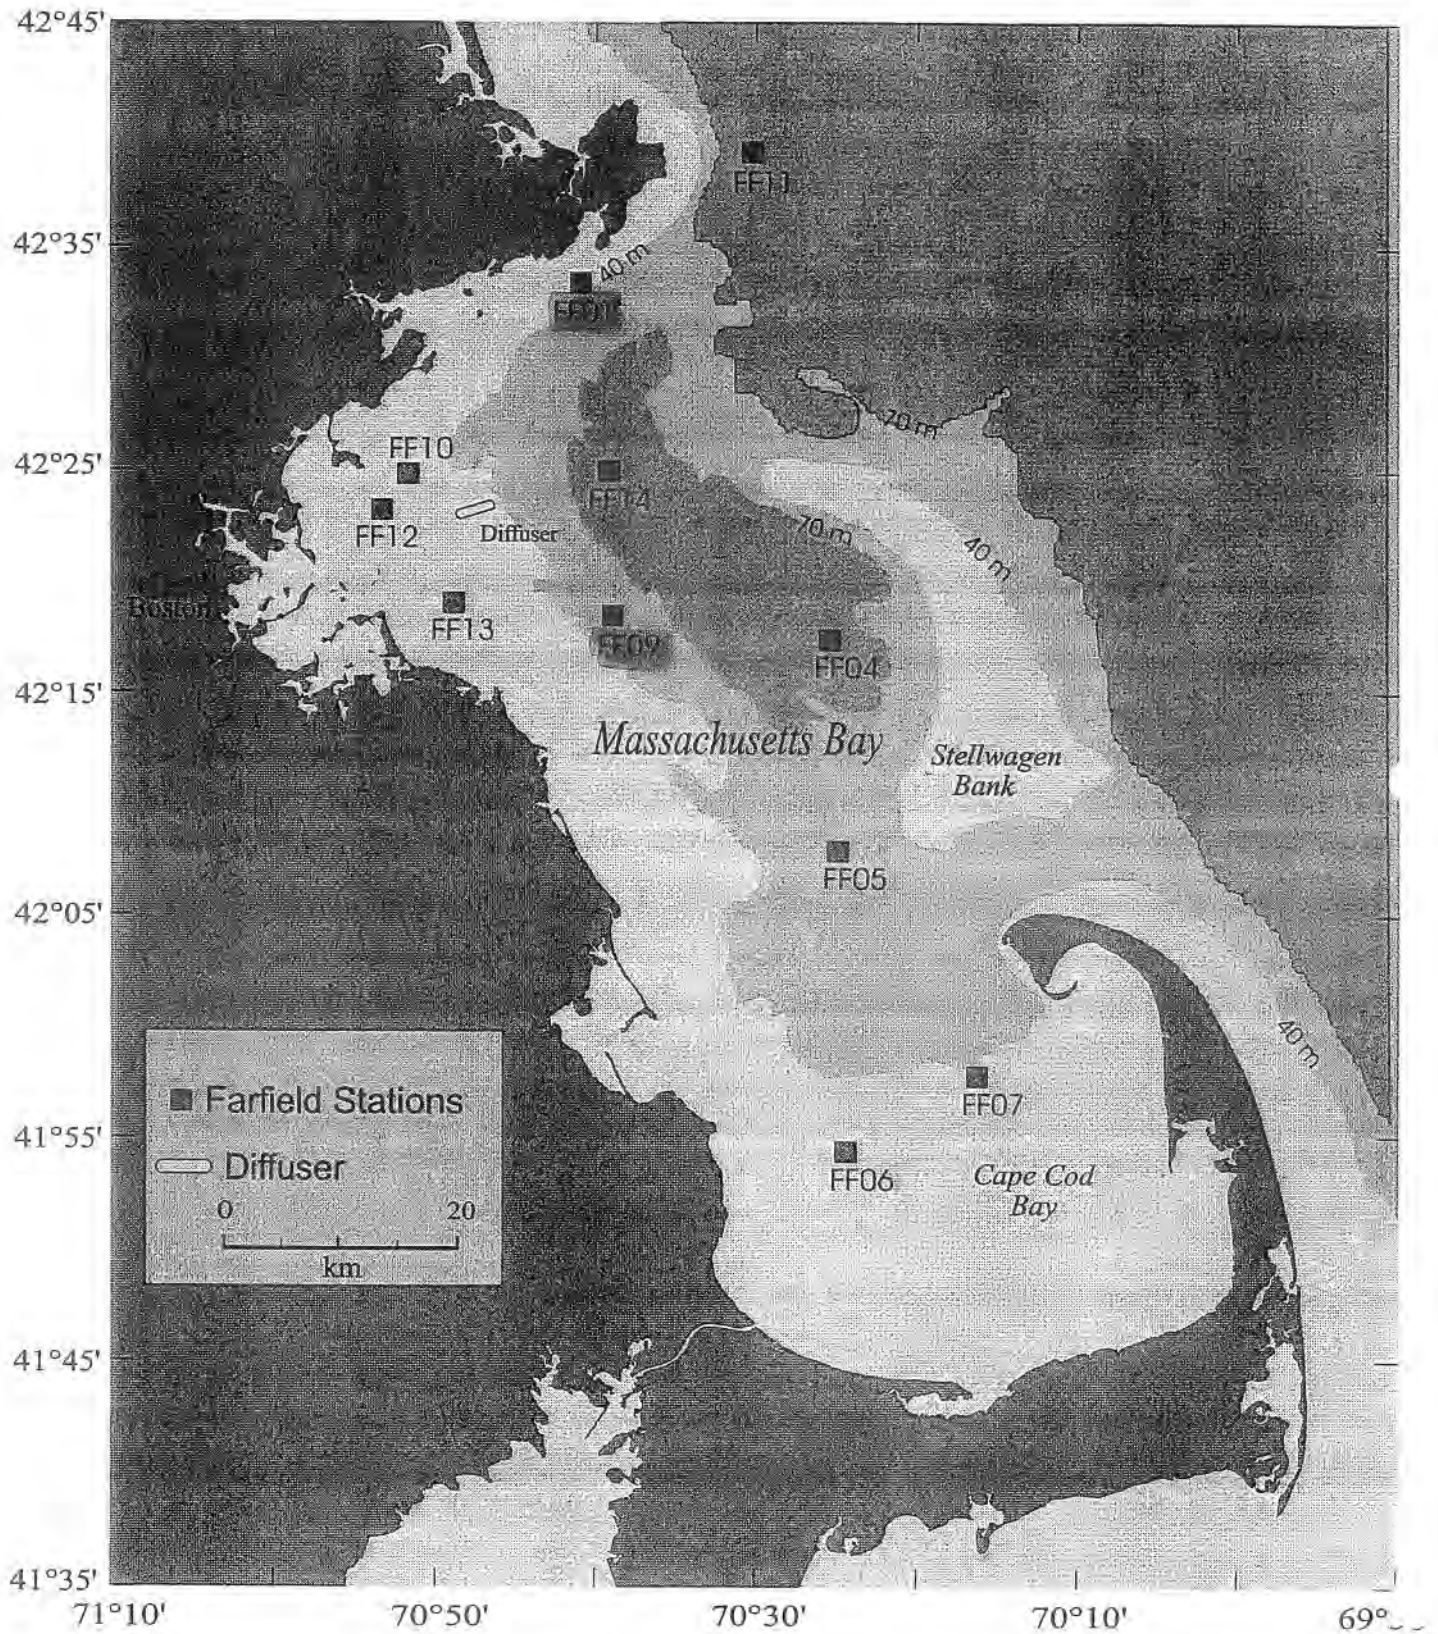 42°45'
FF11
42°35'
40 m
FF01
70 m
FF10
42°25'
FF14
70 m
FF12
Diffuser
40 m
Boston
FF13
FF09
FF04
42°15'
Massachusetts Bay
Stellwagen
Bank
FF05
42°05'
40 m
Farfield Stations
FF07
41°55'
Diffuser
FF06
Cape Cod
Bay
0 20
km
41°45'
41°35'
71°10' 70°50' 70°30' 70°10'